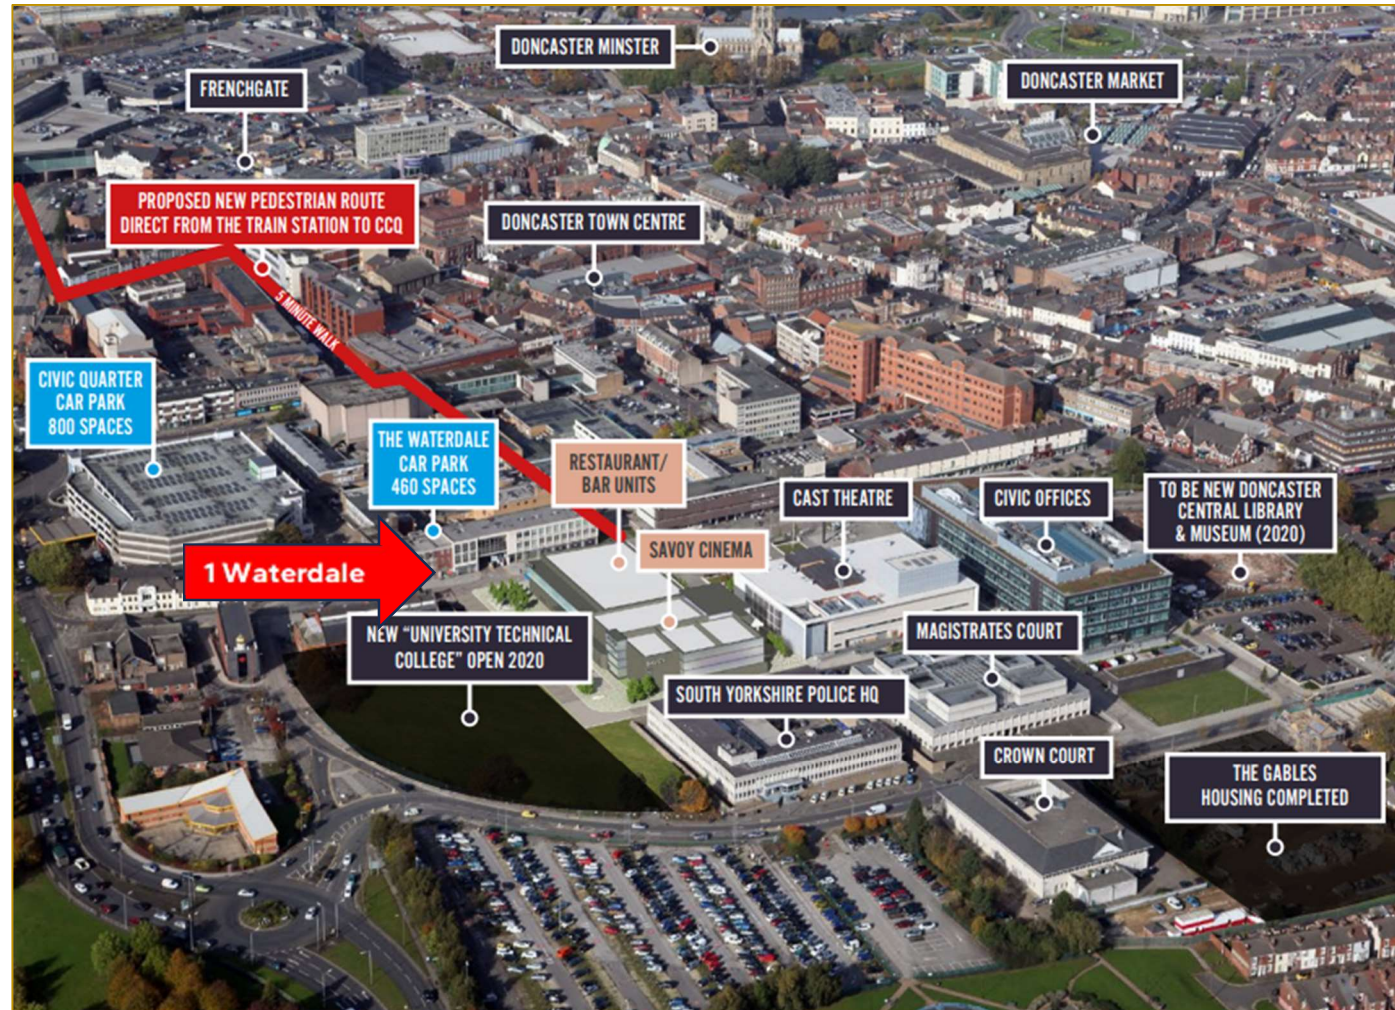 DONCASTER MINSTER
FRENCHGATE
DONCASTER MARKET
PROPOSED NEW PEDESTRIAN ROUTE
DIRECT FROM THE TRAIN STATION TO CCQ
DONCASTER TOWN CENTRE
5 MINUTE WALK
CIVIC QUARTER
CAR PARK
800 SPACES
THE WATERDALE
CAR PARK
460 SPACES
RESTAURANT/
BAR UNITS
CAST THEATRE
CIVIC OFFICES
TO BE NEW DONCASTER
CENTRAL LIBRARY
& MUSEUM (2020)
SAVOY CINEMA
1 Waterdale
NEW “UNIVERSITY TECHNICAL
COLLEGE” OPEN 2020
MAGISTRATES COURT
SOUTH YORKSHIRE POLICE HQ
CROWN COURT
THE GABLES
HOUSING COMPLETED